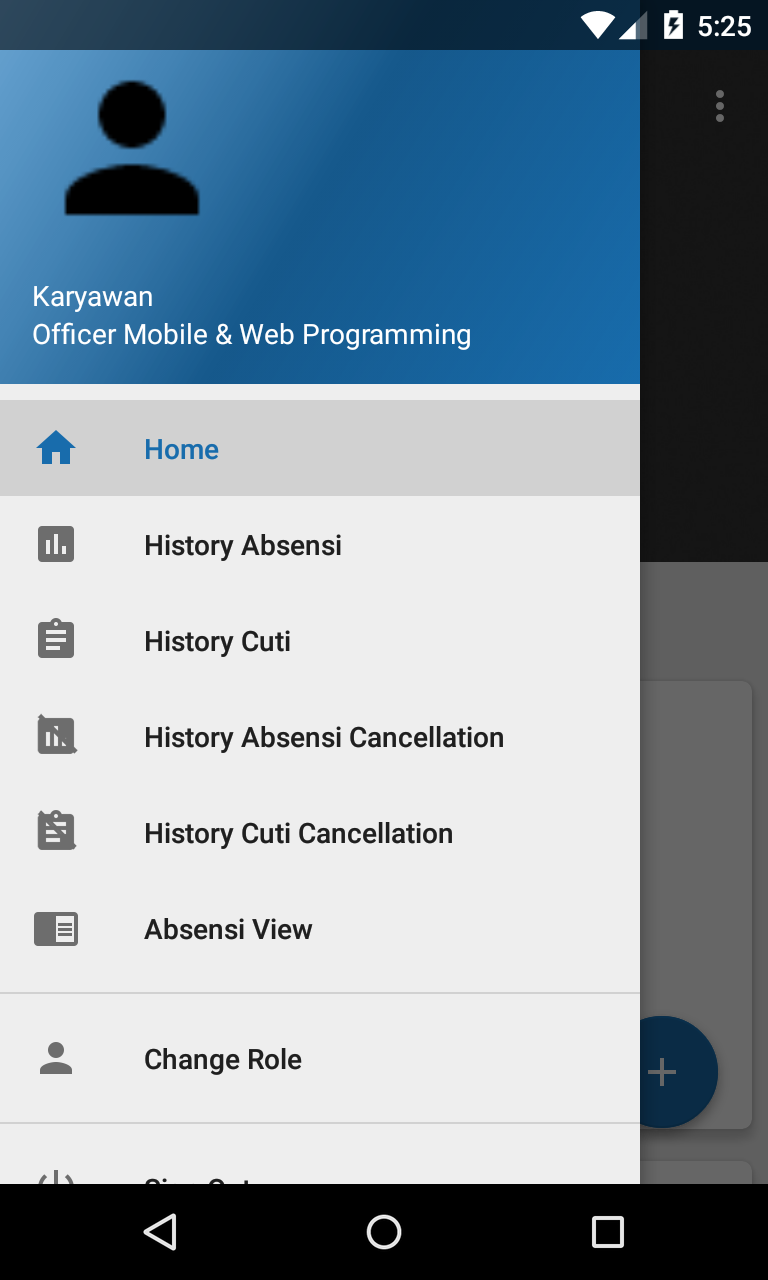 5:25
Karyawan
Officer Mobile & Web Programming
Home
History Absensi
History Cuti
History Absensi Cancellation
History Cuti Cancellation
Absensi View
Change Role